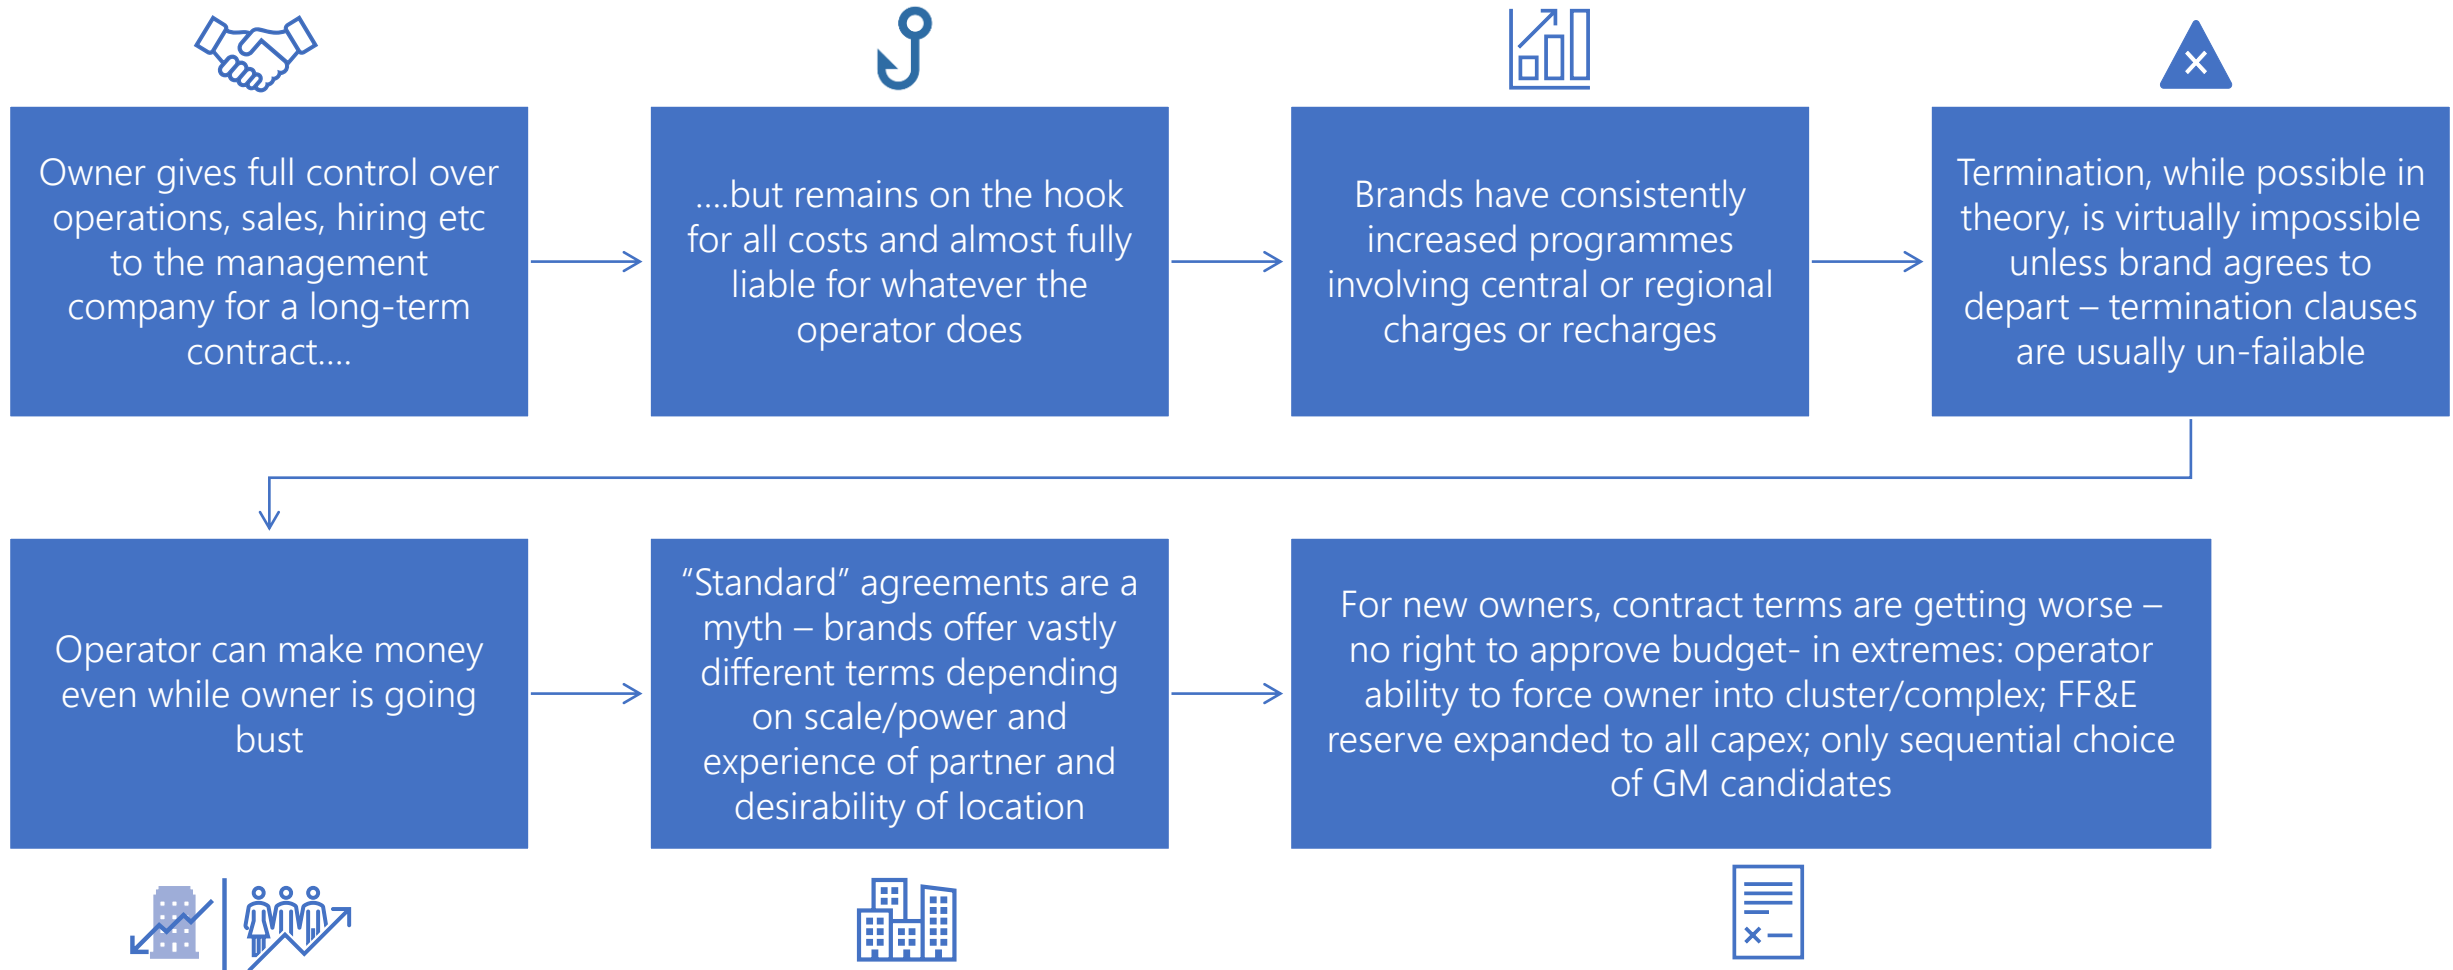 Owner gives full control over
operations, sales, hiring etc
to the management
company for a long-term
contract....
....but remains on the hook
for all costs and almost fully
liable for whatever the
operator does
Brands have consistently
increased programmes
involving central or regional
charges or recharges
Termination, while possible in
theory, is virtually impossible
unless brand agrees to
depart – termination clauses
are usually un-failable
Operator can make money
even while owner is going
bust
“Standard” agreements are a
myth – brands offer vastly
different terms depending
on scale/power and
experience of partner and
desirability of location
For new owners, contract terms are getting worse –
no right to approve budget- in extremes: operator
ability to force owner into cluster/complex; FF&E
reserve expanded to all capex; only sequential choice
of GM candidates